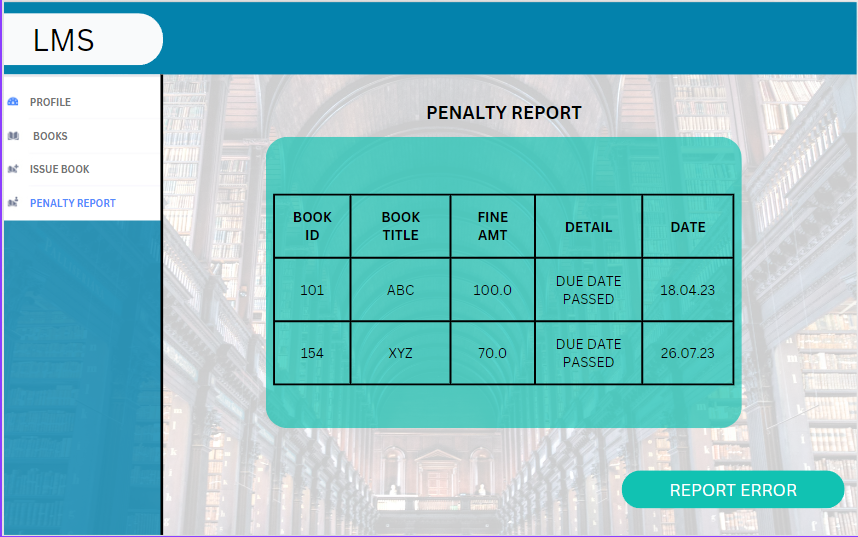 LMS
PROFILE
BOOKS
ISSUE BOOK
PENALTY REPORT
PENALTY REPORT
BOOK ID BOOK TITLE FINE AMT DETAIL DATE
101 ABC 100.0 DUE DATE PASSED 18.04.23
154 XYZ 70.0 DUE DATE PASSED 26.07.23
REPORT ERROR